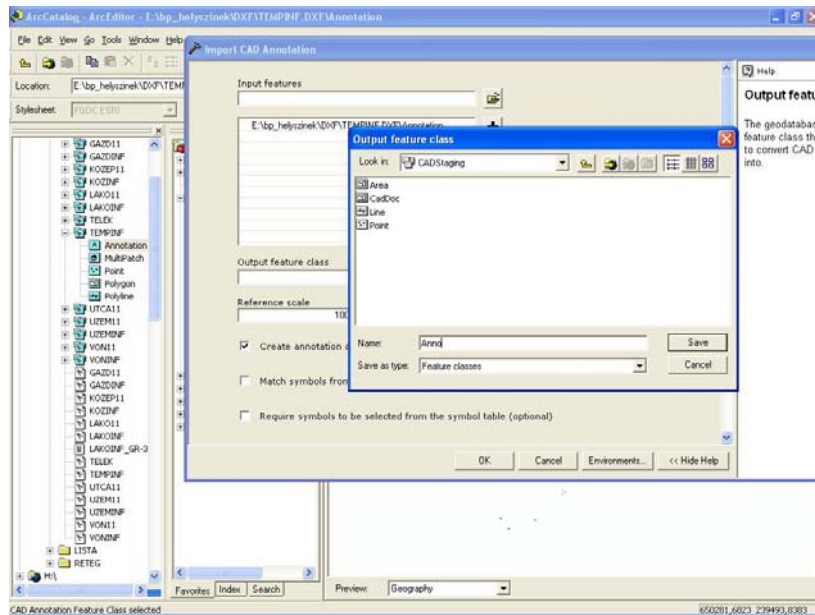 ArcCatalog - ArcEditor - E:\bp_helyszinek\DXF\TEMPINF.DXF\Annotation
File Edit View Go Tools Window Help
Location: E:\bp_helyszinek\DXF\TEMPI
Stylesheet: FGDC ESRI
GAZD11
GAZDINF
KOZEP11
KOZINF
LAKO11
LAKOINF
TELEK
TEMPINF
Annotation
MultiPatch
Point
Polygon
Polyline
UTCA11
UZEM11
UZEMINF
VON11
VONINF
GAZD11
GAZDINF
KOZEP11
KOZINF
LAKO11
LAKOINF
LAKOINF_GR-3
TELEK
TEMPINF
UTCA11
UZEM11
UZEMINF
VON11
VONINF
LISTA
RETEG
H:\
Import CAD Annotation
Input features
E:\bp_helyszinek\DXF\TEMPINF.DXF\Annotation
Output feature class
Reference scale
100
Create annotation c
Match symbols from
Require symbols to be selected from the symbol table (optional)
OK Cancel Environments... << Hide Help
Output feature class
Look in: CADStaging
Area
CadDoc
Line
Point
Name: Anno Save
Save as type: Feature classes Cancel
Help
Output featu
The geodatabas
feature class th
to convert CAD
into.
Favorites Index Search
Preview: Geography
CAD Annotation Feature Class selected
650281,6823 239493,8383